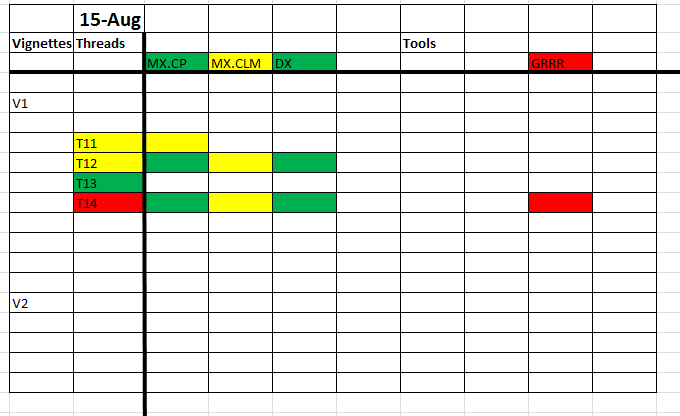 15-Aug
Vignettes Threads Tools
MX.CP MX.CLM DX GRRR
V1
T11
T12
T13
T14
V2